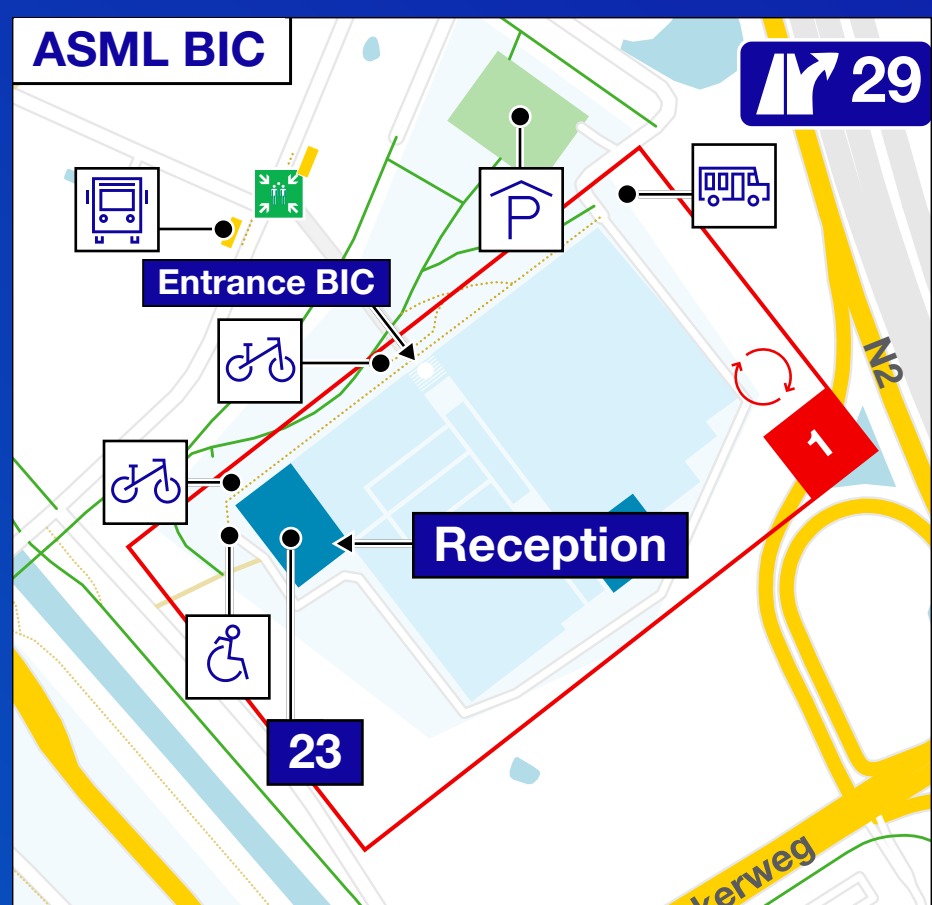 ASML BIC
29
P
Entrance BIC
N2
1
Reception
23
kerweg